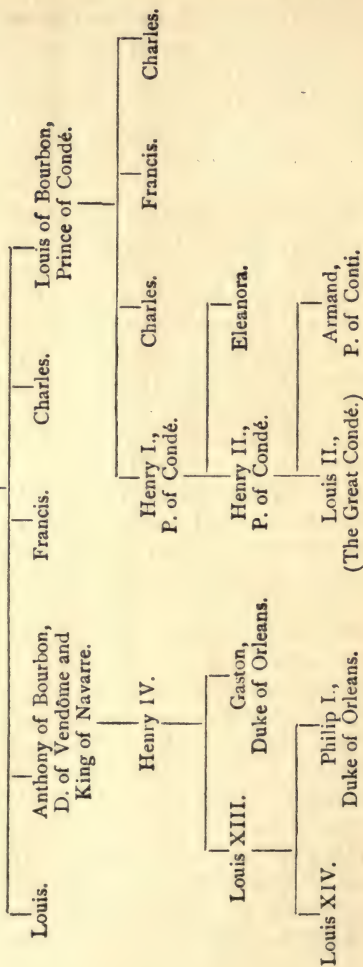 Louis.
Anthony of Bourbon,
D. of Vendôme and
King of Navarre.
Francis.
Charles.
Louis of Bourbon,
Prince of Condé.
Henry IV.
Henry I.,
P. of Condé.
Charles.
Francis.
Charles.
Louis XIII.
Gaston,
Duke of Orleans.
Henry II.,
P. of Condé.
Eleanora.
Louis XIV.
Philip I.,
Duke of Orleans.
Louis II.,
(The Great Condé.)
Armand,
P. of Conti.